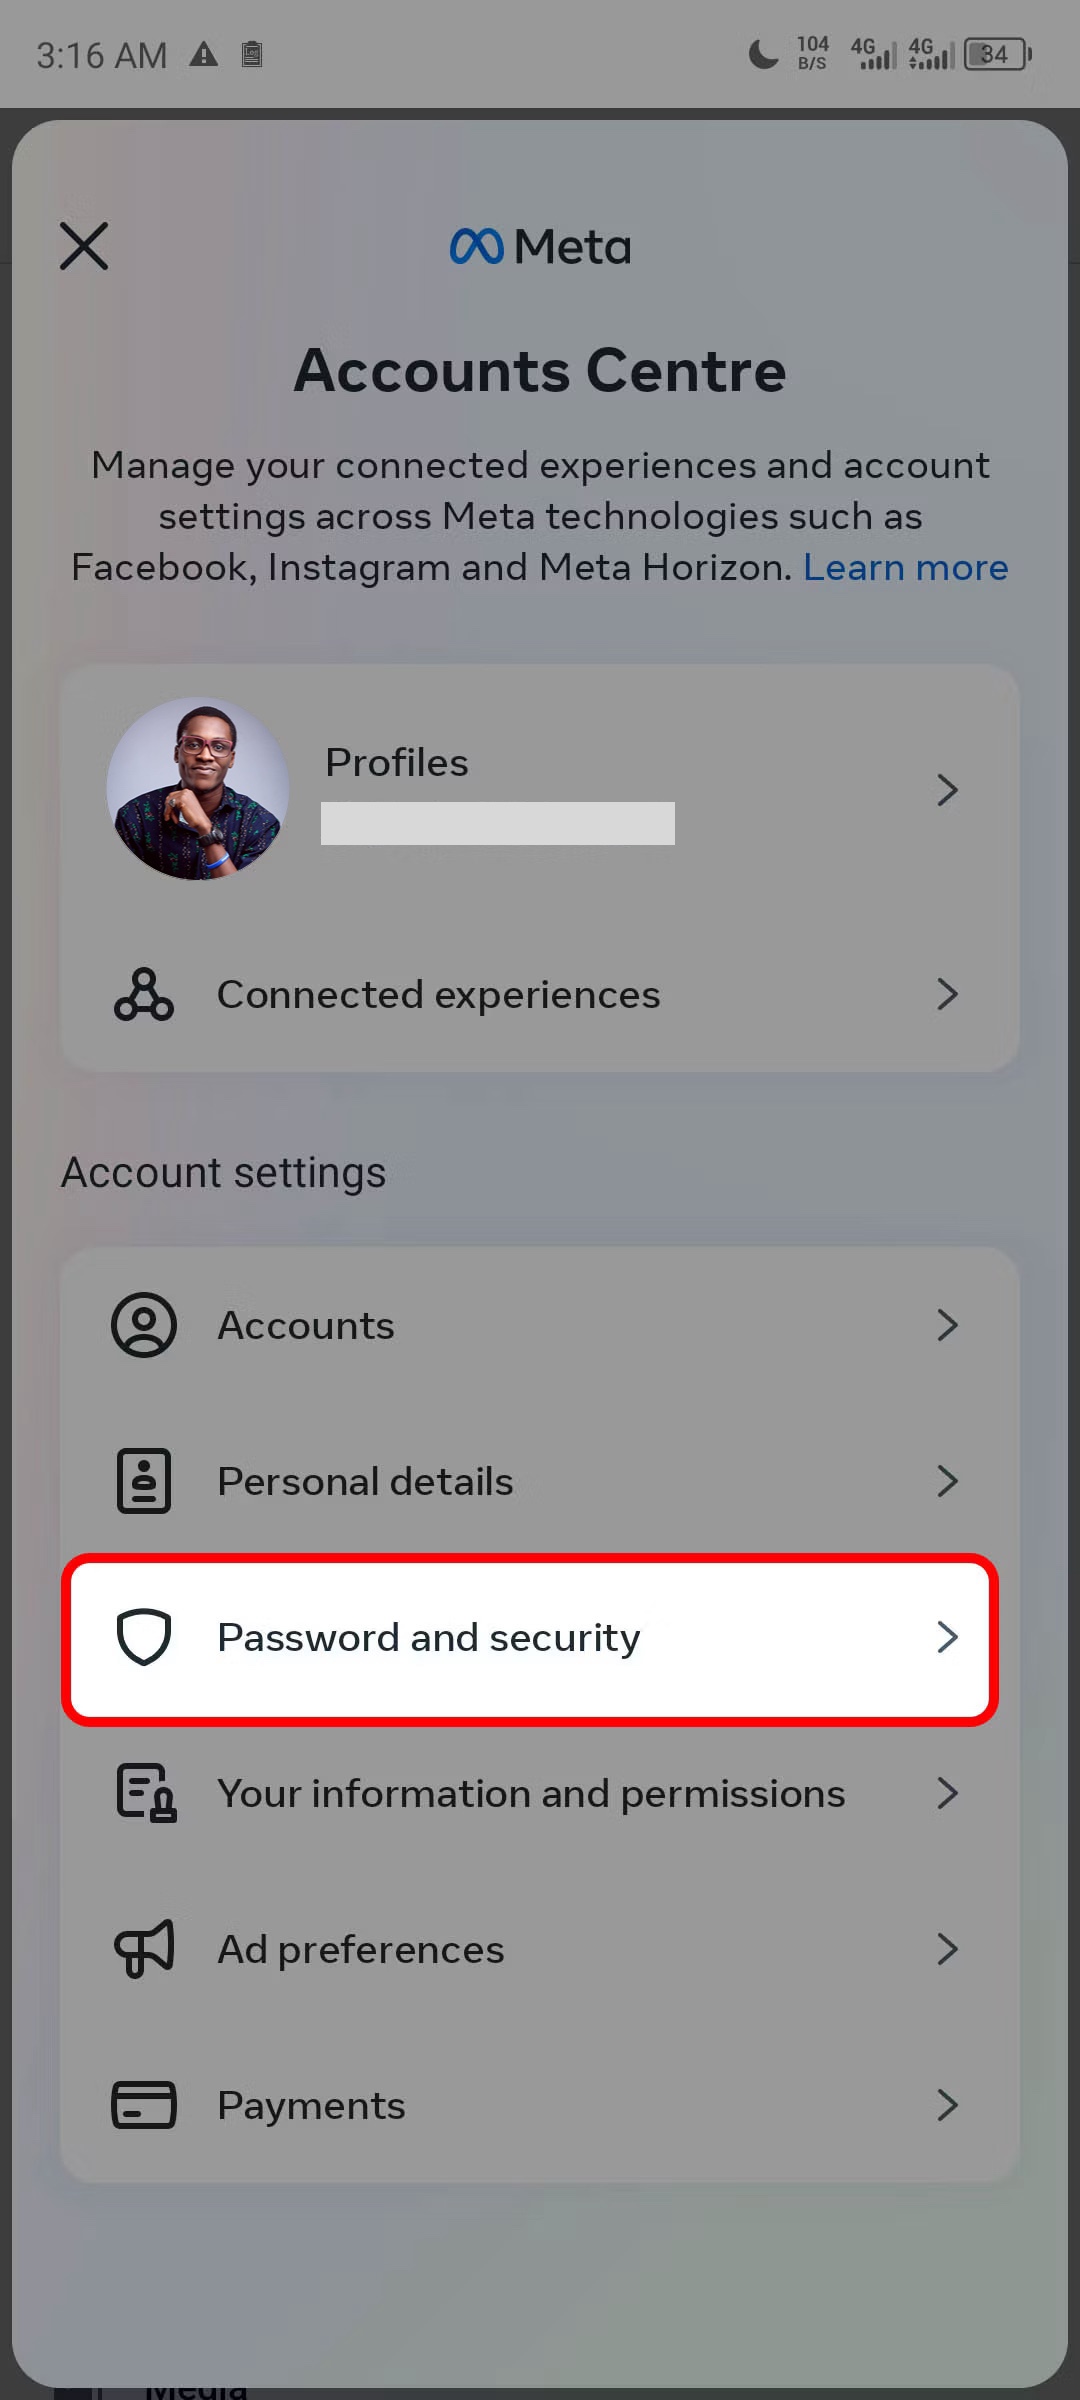 3:16 AM
104
B/S
4G
4G
34
Meta
Accounts Centre
Manage your connected experiences and account
settings across Meta technologies such as
Facebook, Instagram and Meta Horizon. Learn more
Profiles
Connected experiences
Account settings
Accounts
Personal details
Password and security
Your information and permissions
Ad preferences
Payments
Media